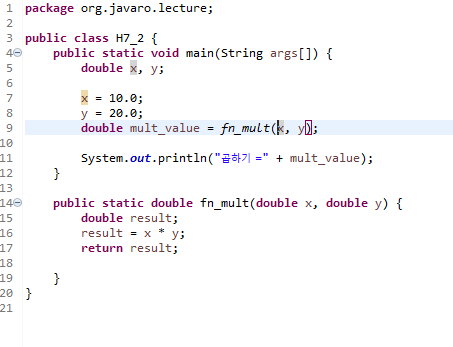 1 package org.javaro.lecture;
2
3 public class H7_2 {
4 public static void main(String args[]) {
5 double x, y;
6
7 x = 10.0;
8 y = 20.0;
9 double mult_value = fn_mult(x, y);
10
11 System.out.println("곱하기 =" + mult_value);
12 }
13
14 public static double fn_mult(double x, double y) {
15 double result;
16 result = x * y;
17 return result;
18
19 }
20 }
21